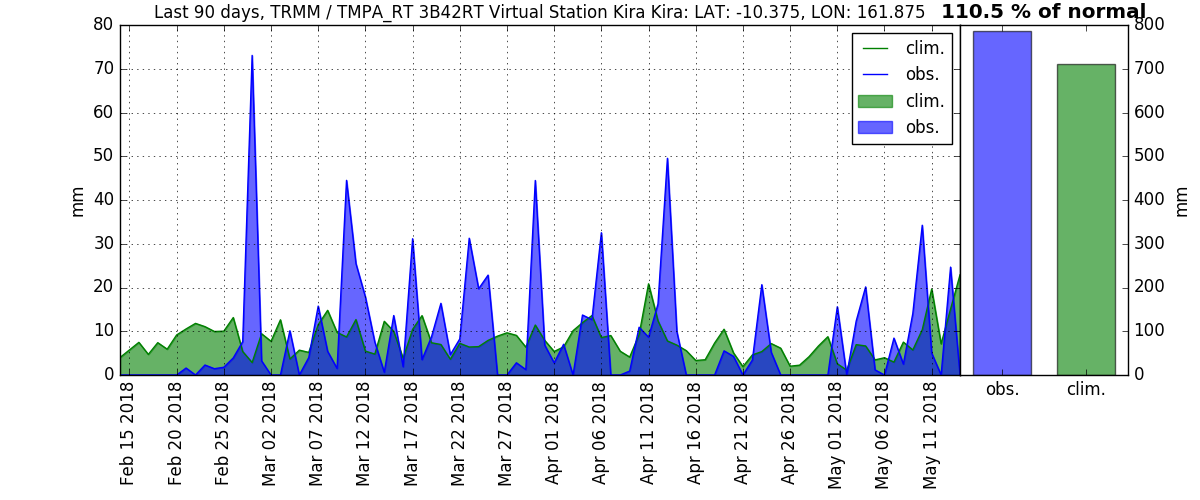 Last 90 days, TRMM / TMPA_RT 3B42RT Virtual Station Kira Kira: LAT: -10.375, LON: 161.875
110.5 % of normal
clim.
obs.
clim.
obs.
80
70
60
50
40
30
20
10
0
mm
800
700
600
500
400
300
200
100
0
mm
Feb 15 2018
Feb 20 2018
Feb 25 2018
Mar 02 2018
Mar 07 2018
Mar 12 2018
Mar 17 2018
Mar 22 2018
Mar 27 2018
Apr 01 2018
Apr 06 2018
Apr 11 2018
Apr 16 2018
Apr 21 2018
Apr 26 2018
May 01 2018
May 06 2018
May 11 2018
obs.
clim.